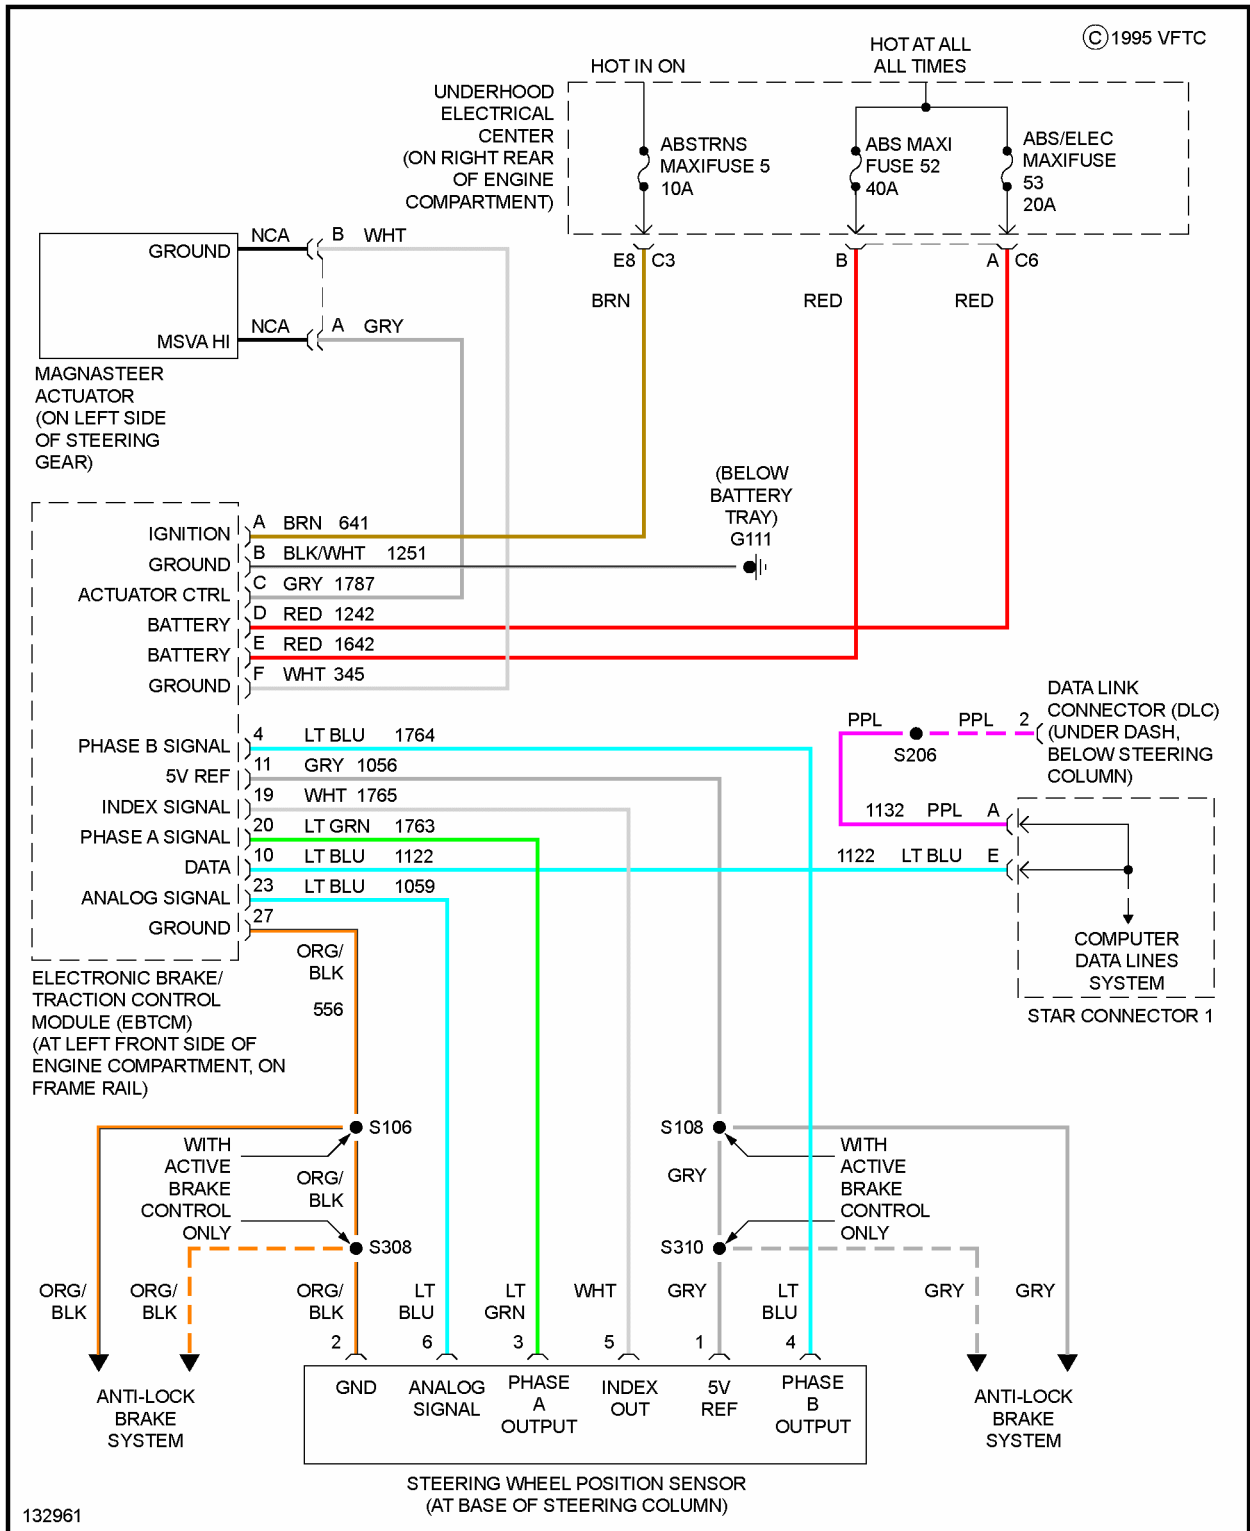 © 1995 VFTC
HOT IN ON
HOT AT ALL
ALL TIMES
UNDERHOOD
ELECTRICAL
CENTER
(ON RIGHT REAR
OF ENGINE
COMPARTMENT)
ABSTRNS
MAXIFUSE 5
10A
ABS MAXI
FUSE 52
40A
ABS/ELEC
MAXIFUSE
53
20A
E8 C3
B
A C6
BRN
RED
RED
GROUND
NCA
B WHT
MSVA HI
NCA
A GRY
MAGNASTEER
ACTUATOR
(ON LEFT SIDE
OF STEERING
GEAR)
(BELOW
BATTERY
TRAY)
G111
IGNITION A BRN 641
GROUND B BLK/WHT 1251
ACTUATOR CTRL C GRY 1787
BATTERY D RED 1242
BATTERY E RED 1642
GROUND F WHT 345
PHASE B SIGNAL 4 LT BLU 1764
5V REF 11 GRY 1056
INDEX SIGNAL 19 WHT 1765
PHASE A SIGNAL 20 LT GRN 1763
DATA 10 LT BLU 1122
ANALOG SIGNAL 23 LT BLU 1059
GROUND 27
ORG/
BLK
556
ELECTRONIC BRAKE/
TRACTION CONTROL
MODULE (EBTCM)
(AT LEFT FRONT SIDE OF
ENGINE COMPARTMENT, ON
FRAME RAIL)
PPL
S206
PPL 2
DATA LINK
CONNECTOR (DLC)
(UNDER DASH,
BELOW STEERING
COLUMN)
1132 PPL A
1122 LT BLU E
COMPUTER
DATA LINES
SYSTEM
STAR CONNECTOR 1
S106
WITH
ACTIVE
BRAKE
CONTROL
ONLY
ORG/
BLK
S308
S108
GRY
S310
WITH
ACTIVE
BRAKE
CONTROL
ONLY
ORG/
BLK
ORG/
BLK
ORG/
BLK
LT
BLU
LT
GRN
WHT
GRY
LT
BLU
GRY
GRY
2 6 3 5 1 4
GND
ANALOG
SIGNAL
PHASE
A
OUTPUT
INDEX
OUT
5V
REF
PHASE
B
OUTPUT
ANTI-LOCK
BRAKE
SYSTEM
ANTI-LOCK
BRAKE
SYSTEM
STEERING WHEEL POSITION SENSOR
(AT BASE OF STEERING COLUMN)
132961